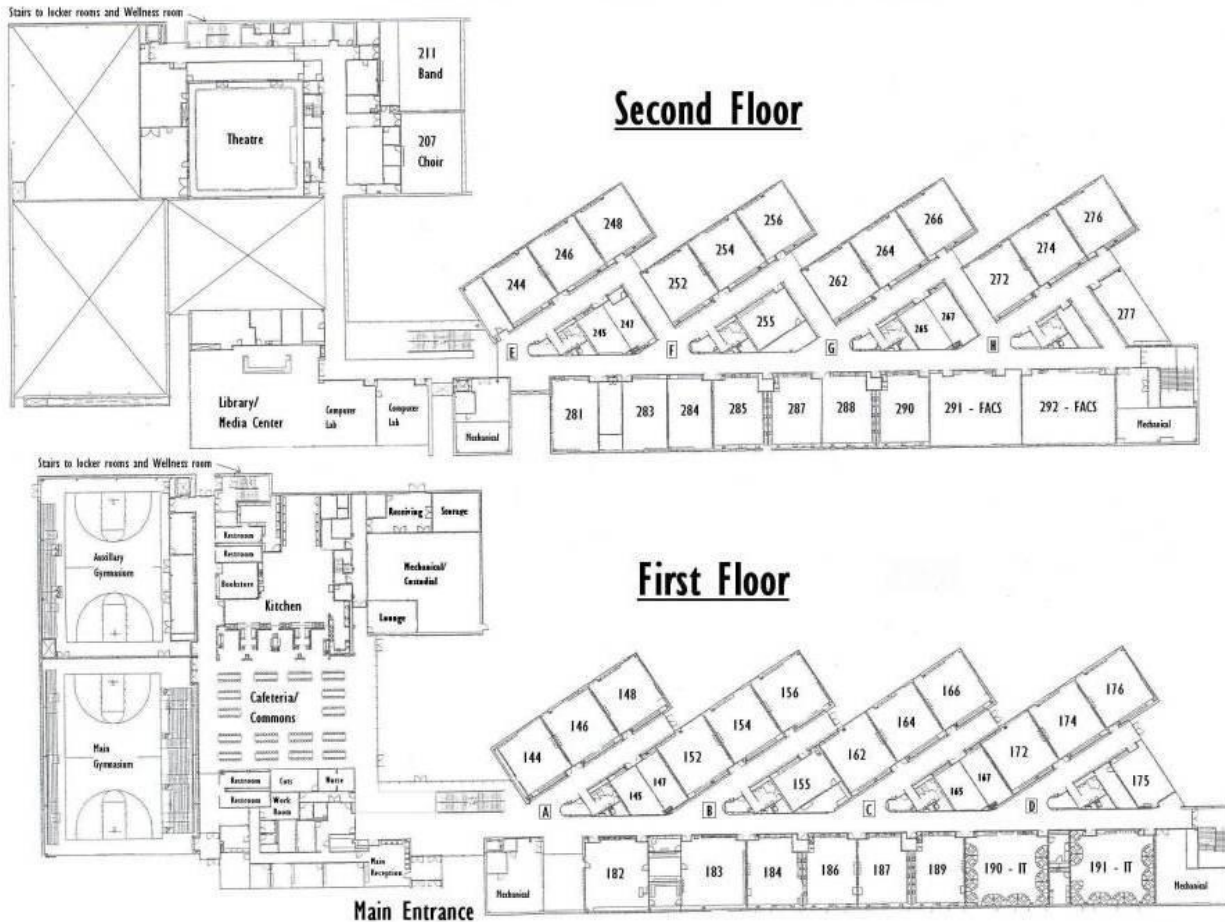 Stairs to locker rooms and Wellness room
211
Band
Second Floor
Theatre
207
Choir
248
256
266
276
246
254
264
274
244
252
262
272
245
247
255
265
267
277
E
F
G
H
Library/
Media Center
Computer
Lab
Computer
Lab
Mechanical
281
283
284
285
287
288
290
291 - FACS
292 - FACS
Mechanical
Stairs to locker rooms and Wellness room
Receiving
Storage
Restroom
Restroom
Auxillary
Gymnasium
Mechanical/
Custodial
First Floor
Bookstore
Kitchen
Lounge
Cafeteria/
Commons
148
156
166
176
146
154
164
174
144
152
162
172
Main
Gymnasium
145
147
155
165
167
175
A
B
C
D
Restroom
Restroom
Work
Room
Main
Reception
Mechanical
182
183
184
186
187
189
190 - IT
191 - IT
Mechanical
Main Entrance